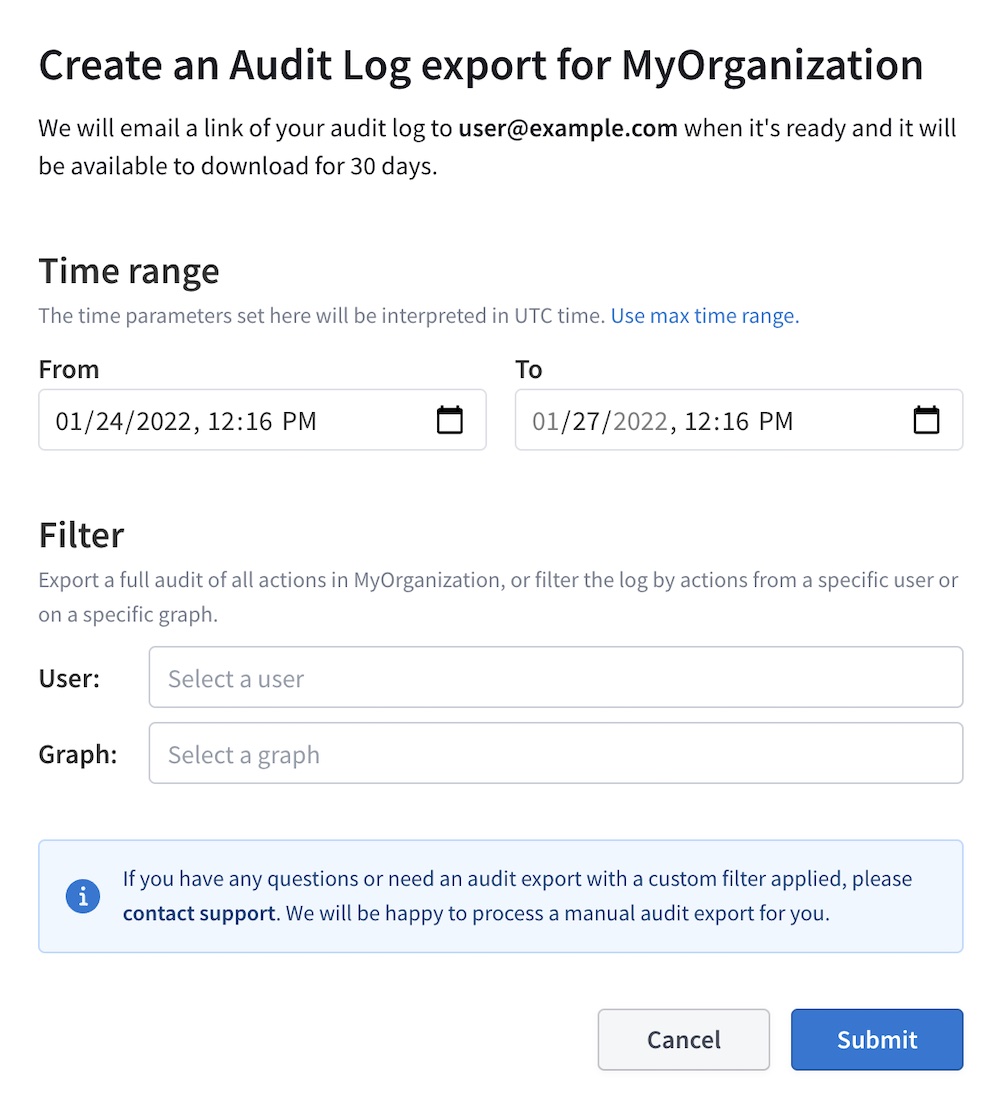 Create an Audit Log export for MyOrganization
We will email a link of your audit log to user@example.com when it's ready and it will
be available to download for 30 days.
Time range
The time parameters set here will be interpreted in UTC time. Use max time range.
From
To
01/24/2022, 12:16 PM
01/27/2022, 12:16 PM
Filter
Export a full audit of all actions in MyOrganization, or filter the log by actions from a specific user or
on a specific graph.
User:
Select a user
Graph:
Select a graph
If you have any questions or need an audit export with a custom filter applied, please
contact support. We will be happy to process a manual audit export for you.
Cancel
Submit